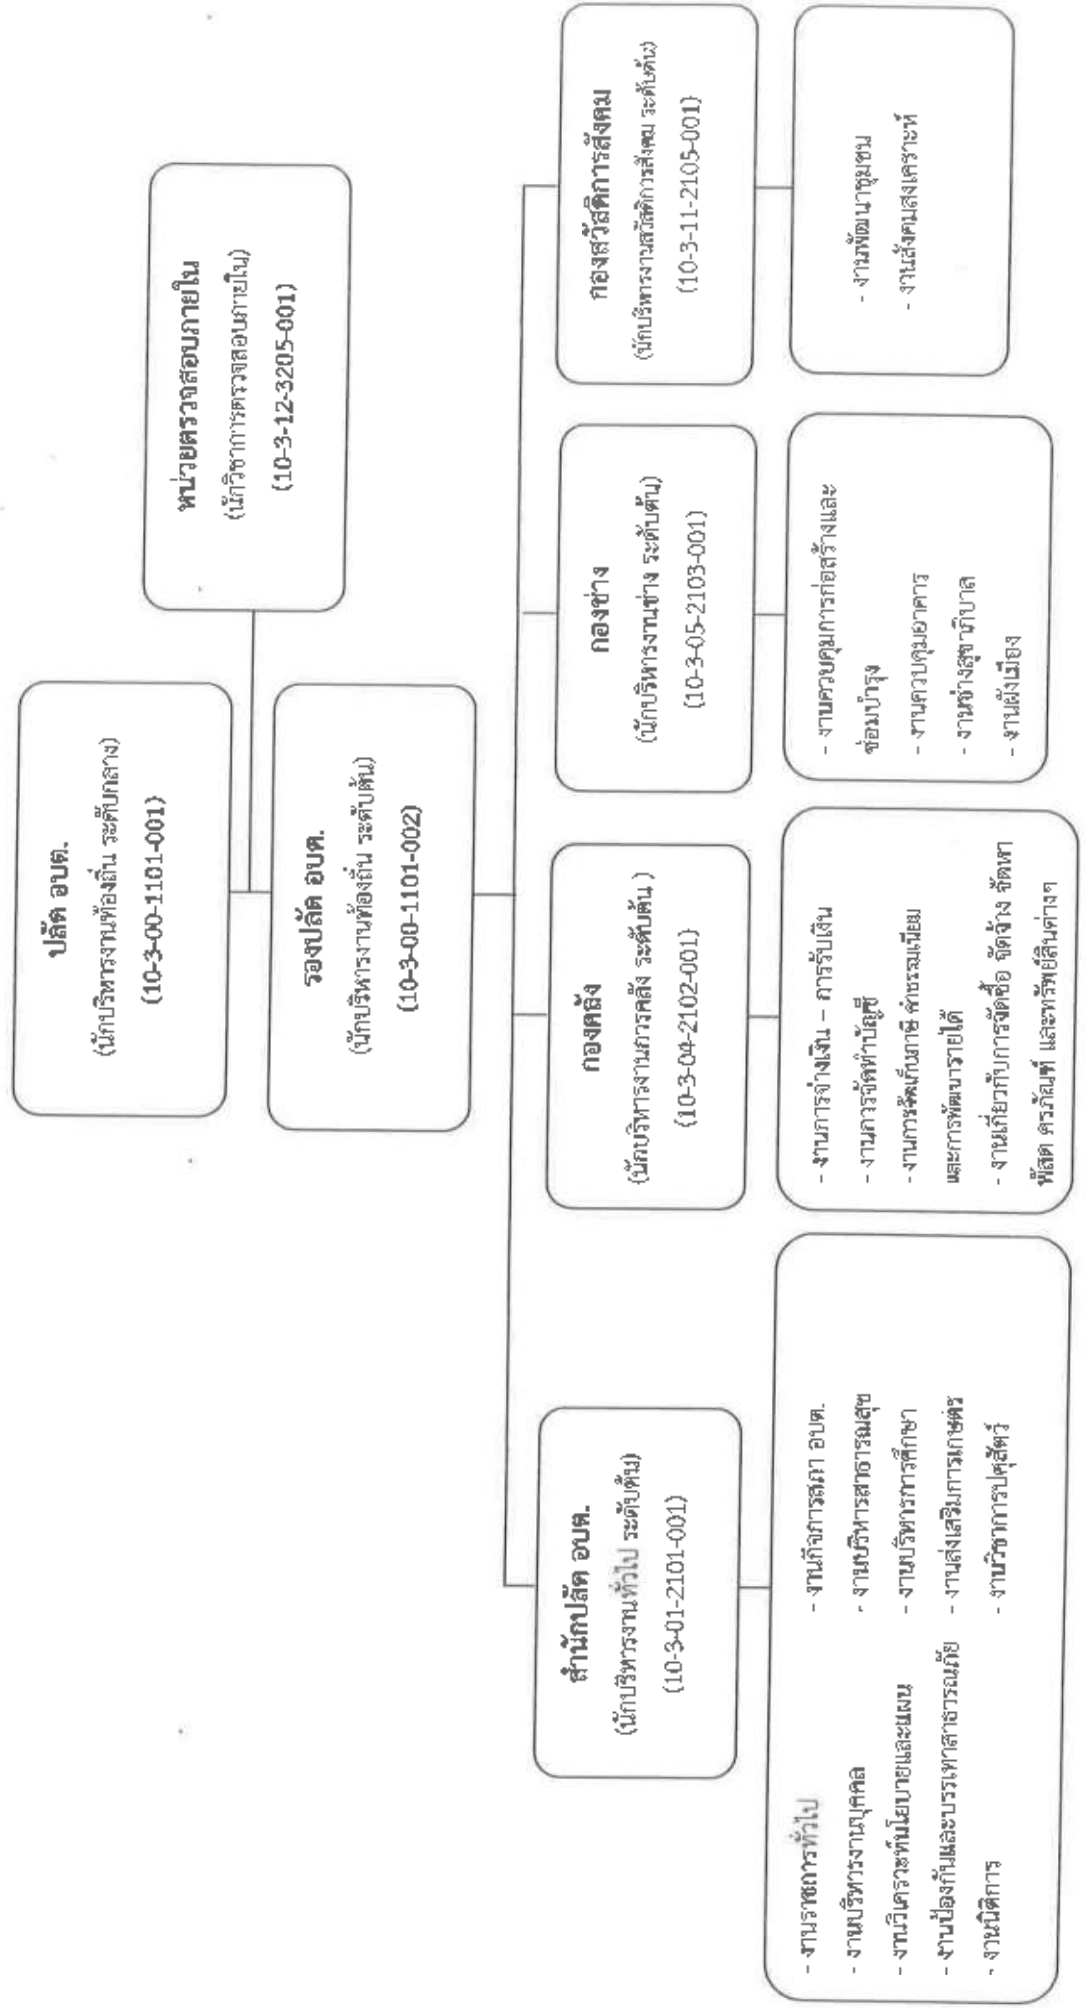 ปลัด อบต.
(นักบริหารงานท้องถิ่น ระดับกลาง)
(10-3-00-1101-001)
หน่วยตรวจสอบภายใน
(นักวิชาการตรวจสอบภายใน)
(10-3-12-3205-001)
รองปลัด อบต.
(นักบริหารงานท้องถิ่น ระดับต้น)
(10-3-00-1101-002)
สำนักปลัด อบต.
(นักบริหารงานทั่วไป ระดับต้น)
(10-3-01-2101-001)
กองคลัง
(นักบริหารงานการคลัง ระดับต้น )
(10-3-04-2102-001)
กองช่าง
(นักบริหารงานช่าง ระดับต้น)
(10-3-05-2103-001)
กองสวัสดิการสังคม
(นักบริหารงานสวัสดิการสังคม ระดับต้น)
(10-3-11-2105-001)
- งานราชการทั่วไป
- งานบริหารงานบุคคล
- งานวิเคราะห์นโยบายและแผน
- งานป้องกันและบรรเทาสาธารณภัย
- งานนิติการ
- งานกิจการสภา อบต.
- งานบริหารสาธารณสุข
- งานบริหารการศึกษา
- งานส่งเสริมการเกษตร
- งานวิชาการปศุสัตว์
- งานการจ่ายเงิน – การรับเงิน
- งานการจัดทำบัญชี
- งานการจัดเก็บภาษี ค่าธรรมเนียม
และการพัฒนารายได้
- งานเกี่ยวกับการจัดซื้อ จัดจ้าง จัดหา
พัสดุ ครุภัณฑ์ และทรัพย์สินต่างๆ
- งานควบคุมการก่อสร้างและ
ซ่อมบำรุง
- งานควบคุมอาคาร
- งานช่างสุขาภิบาล
- งานผังเมือง
- งานพัฒนาชุมชน
- งานสังคมสงเคราะห์